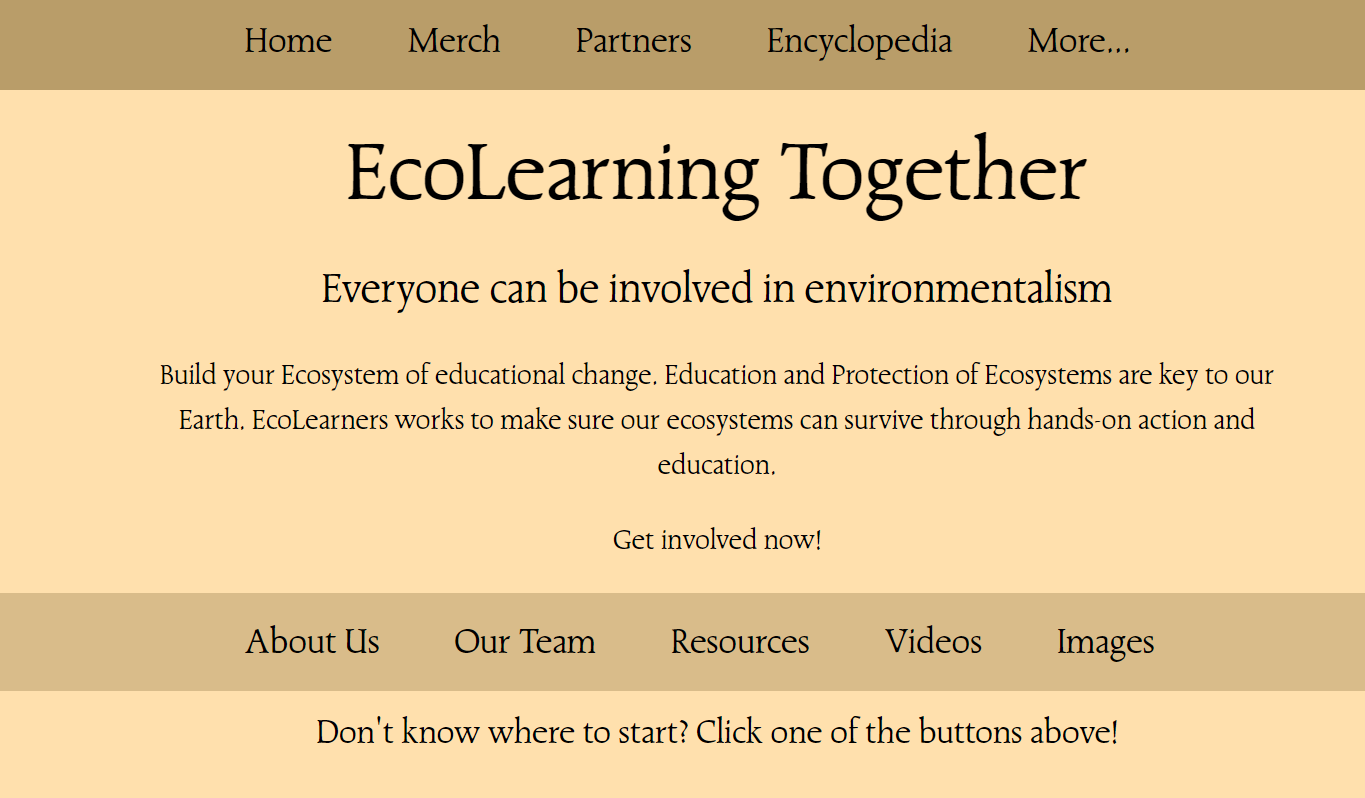 Home Merch Partners Encyclopedia More...
EcoLearning Together
Everyone can be involved in environmentalism
Build your Ecosystem of educational change. Education and Protection of Ecosystems are key to our
Earth. EcoLearners works to make sure our ecosystems can survive through hands-on action and
education.
Get involved now!
About Us Our Team Resources Videos Images
Don't know where to start? Click one of the buttons above!